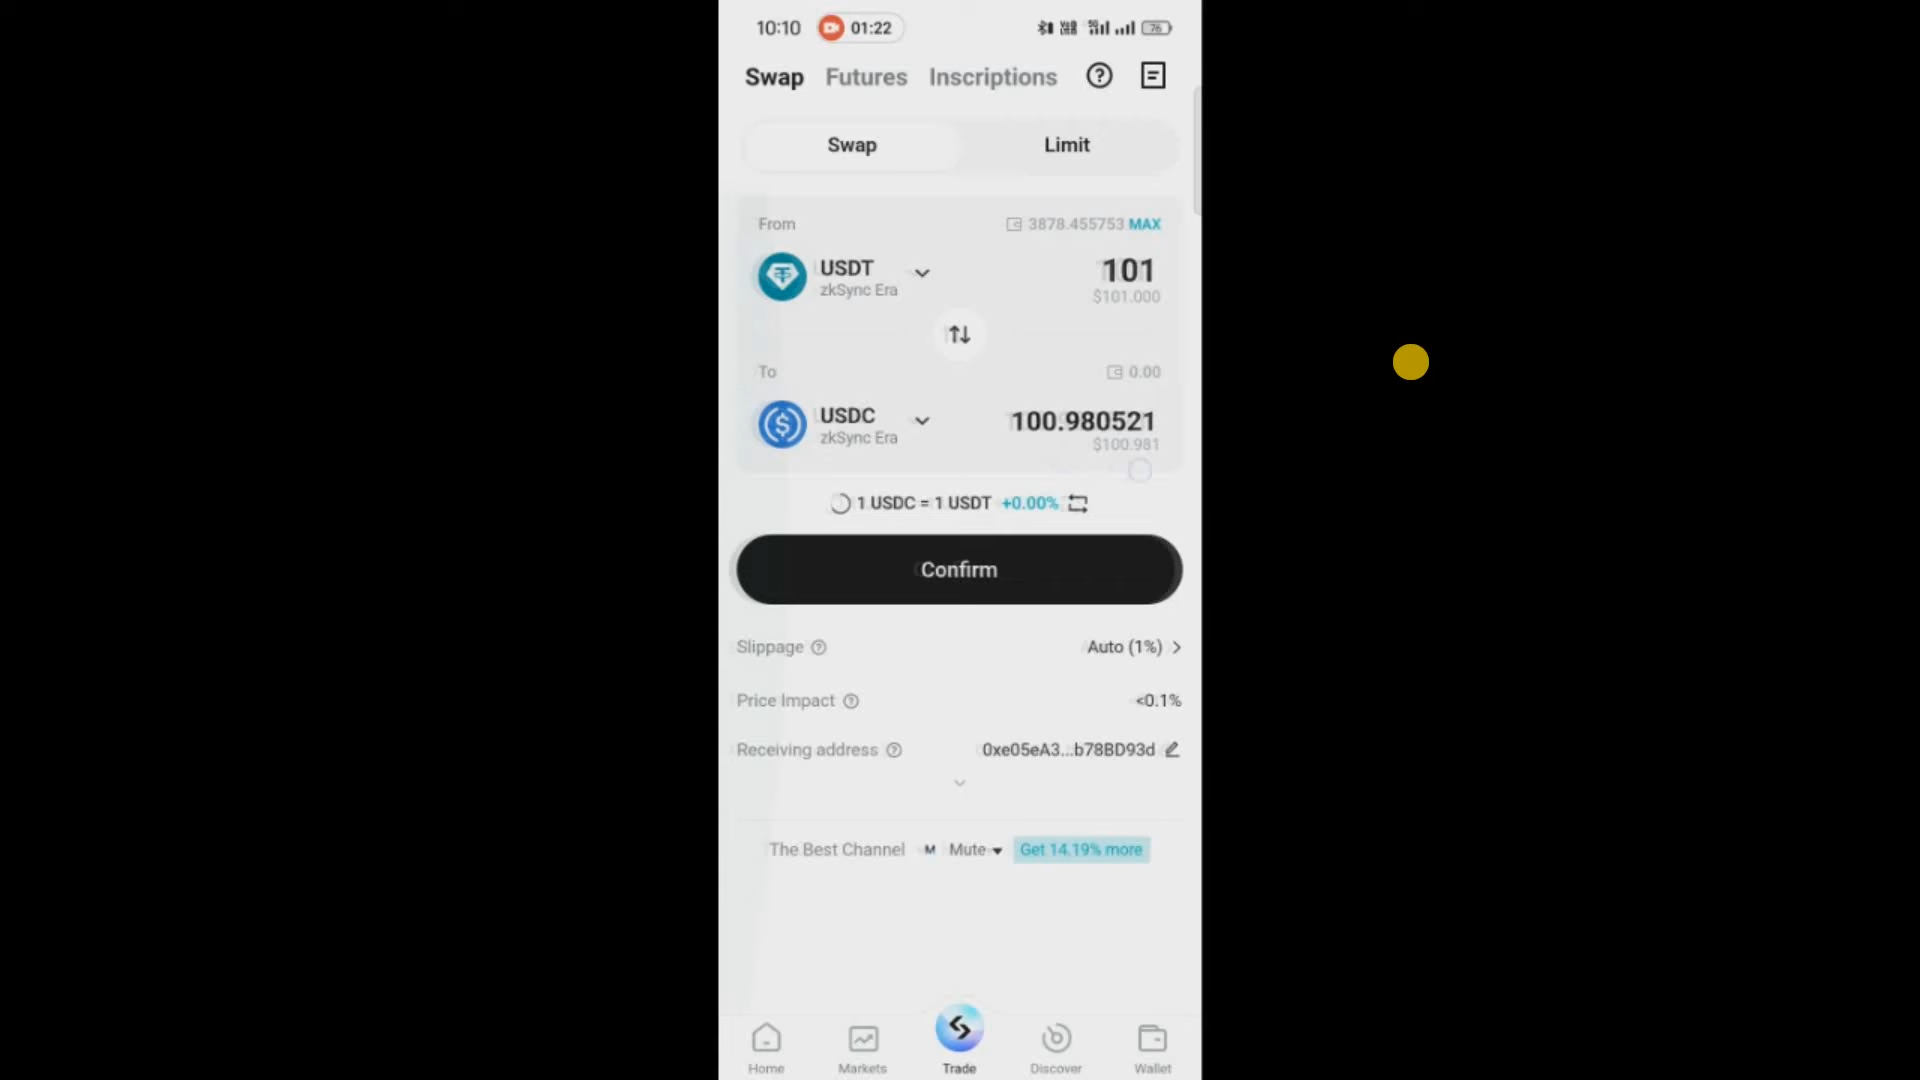 10:10 01:22 76
Swap Futures Inscriptions
Swap Limit
From 3878.455753 MAX
USDT 101
zkSync Era $101.000
To 0.00
USDC 100.980521
zkSync Era $100.981
1 USDC = 1 USDT +0.00%
Confirm
Slippage Auto (1%)
Price Impact <0.1%
Receiving address 0xe05eA3...b78BD93d
The Best Channel M Mute Get 14.19% more
Home Markets Trade Discover Wallet